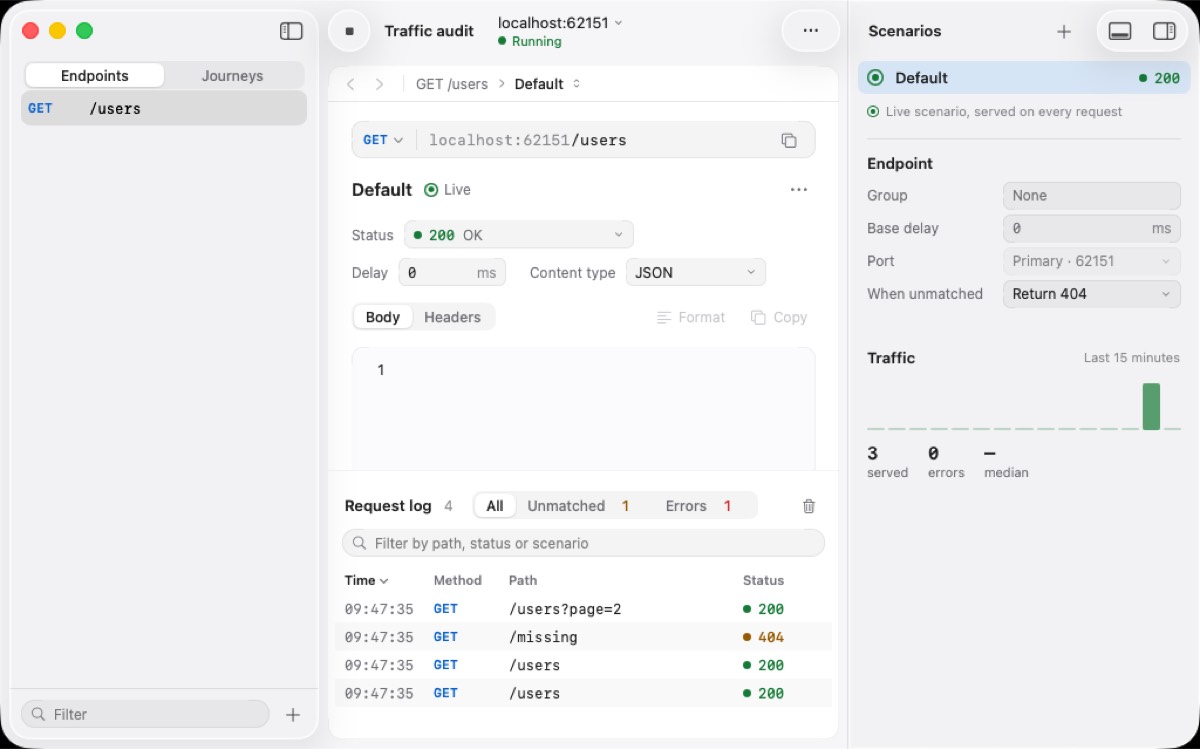 Endpoints Journeys
GET /users
Filter
Traffic audit
localhost:62151
Running
GET /users Default
GET localhost:62151/users
Default Live
Status 200 OK
Delay 0 ms Content type JSON
Body Headers Format Copy
1
Request log 4 All Unmatched 1 Errors 1
Filter by path, status or scenario
Time Method Path Status
09:47:35 GET /users?page=2 200
09:47:35 GET /missing 404
09:47:35 GET /users 200
09:47:35 GET /users 200
Scenarios
Default 200
Live scenario, served on every request
Endpoint
Group None
Base delay 0 ms
Port Primary · 62151
When unmatched Return 404
Traffic Last 15 minutes
3 0 –
served errors median